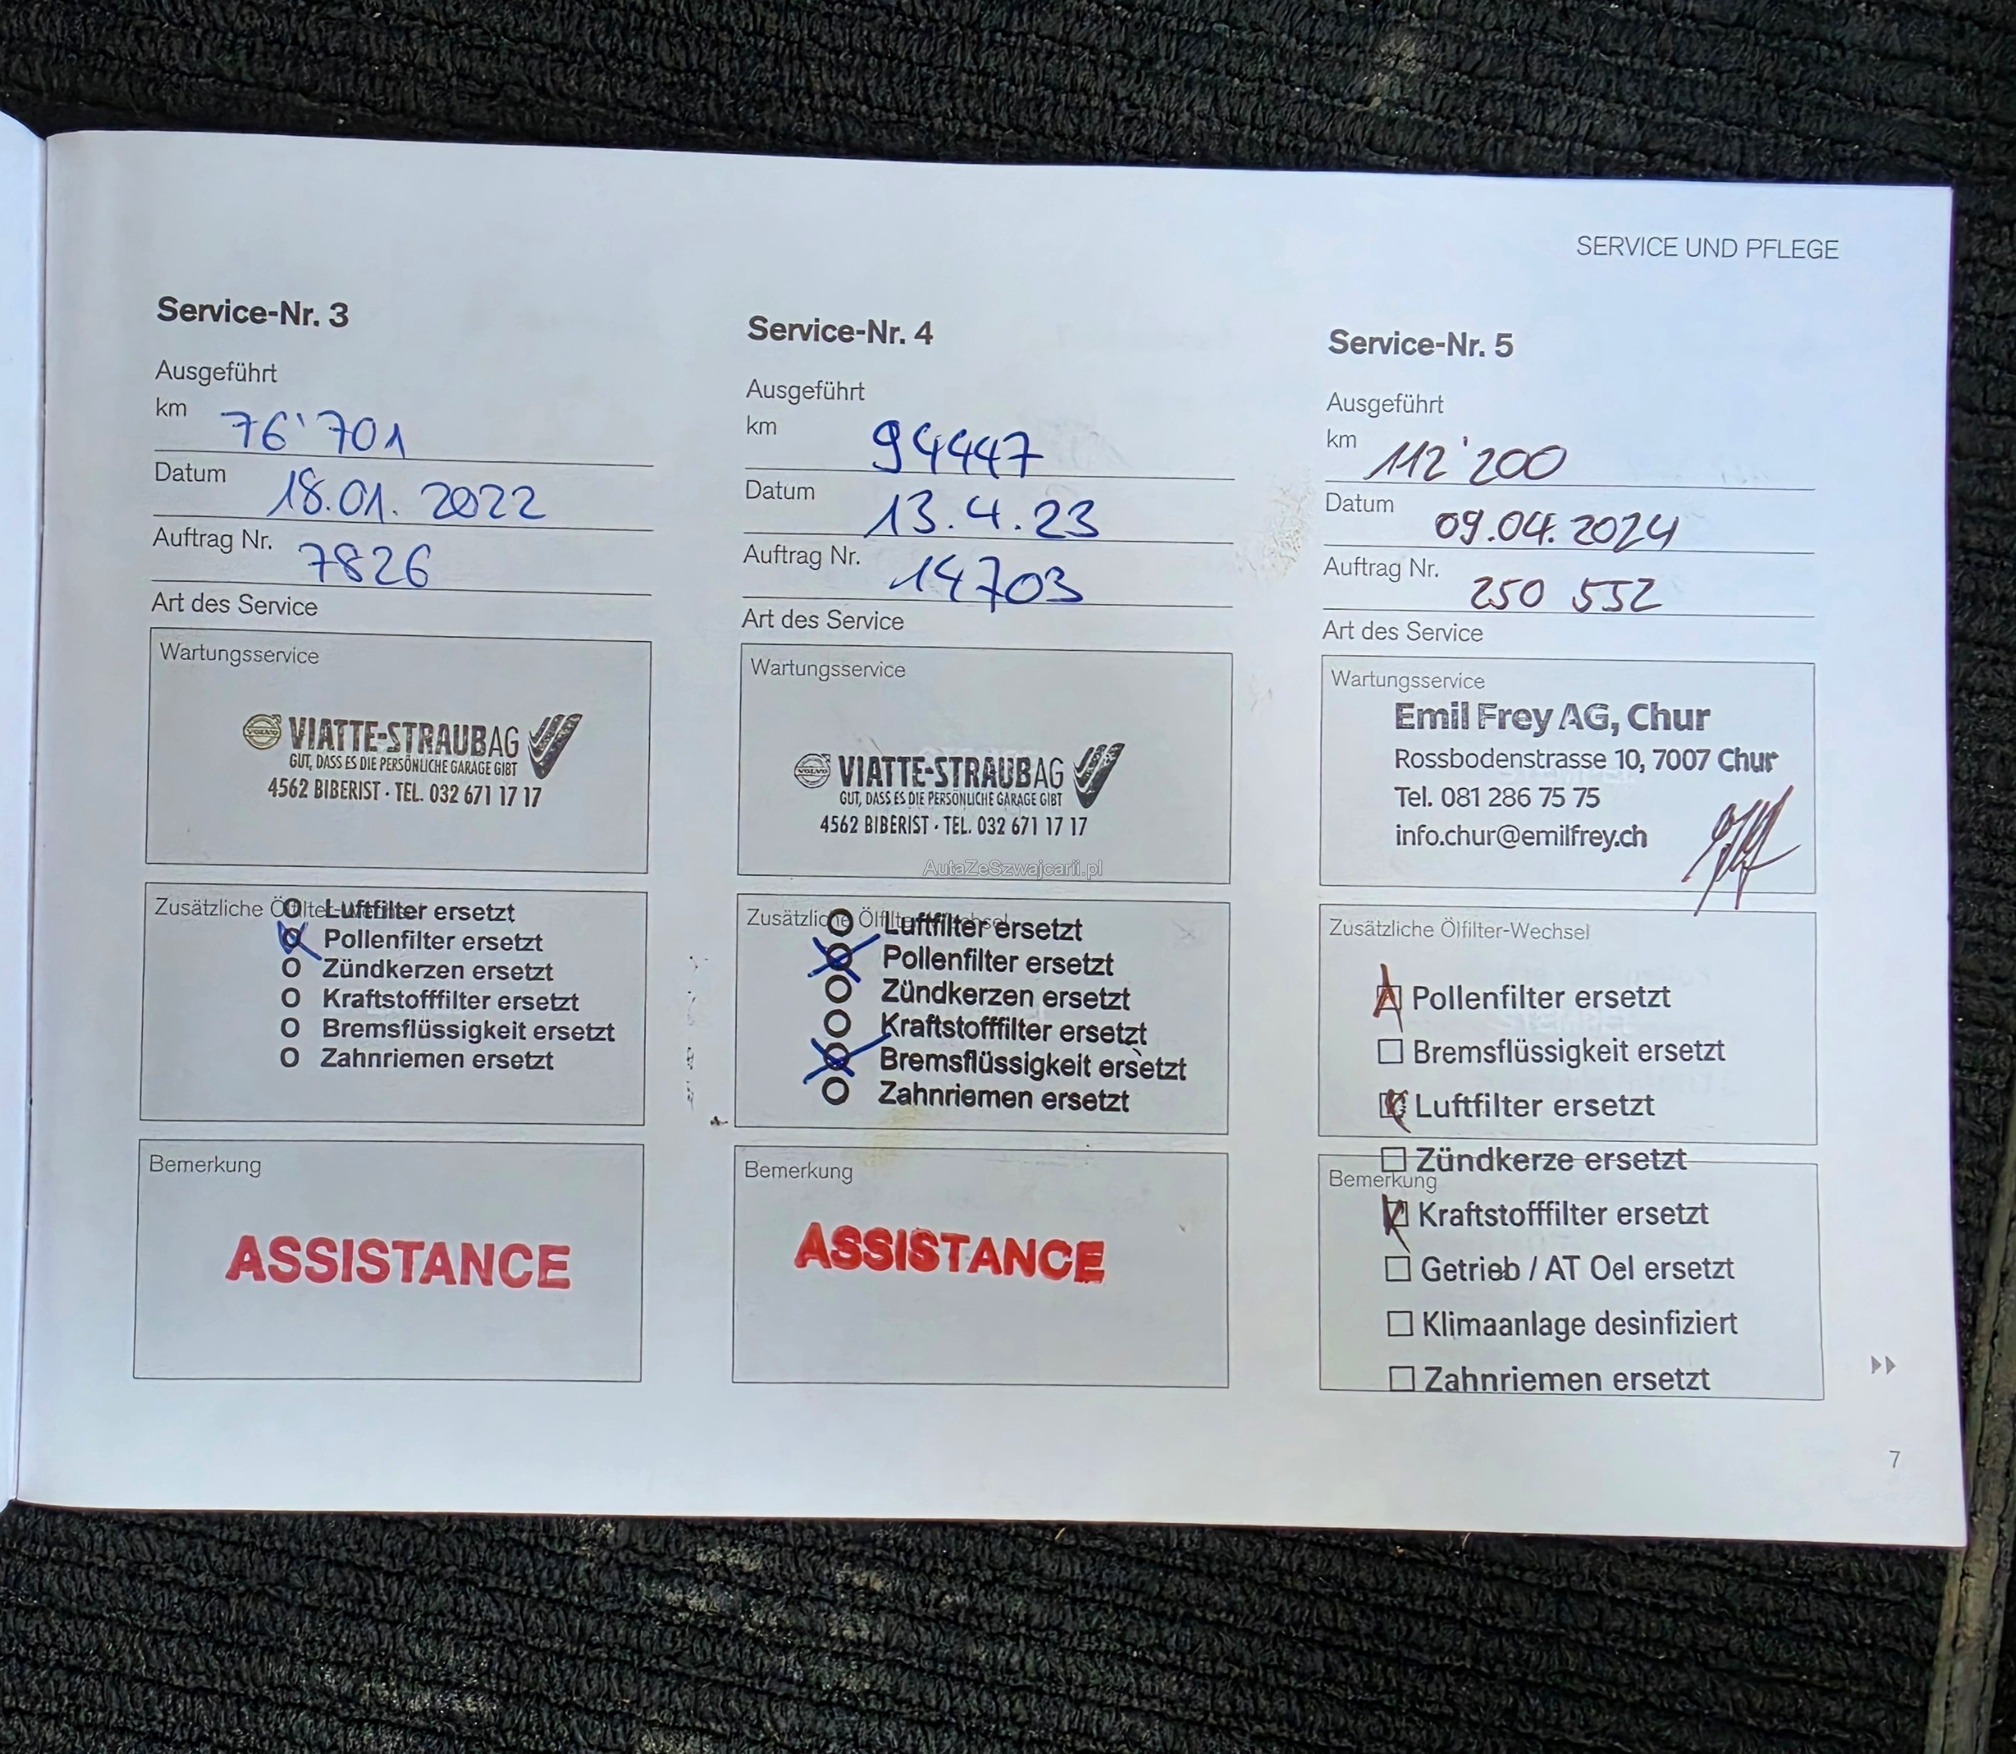 SERVICE UND PFLEGE
Service-Nr. 3
Ausgeführt
km 76'701
Datum 18.01.2022
Auftrag Nr. 7826
Art des Service
Wartungsservice
VOLVO VIATTE-STRAUB AG
GUT, DASS ES DIE PERSÖNLICHE GARAGE GIBT
4562 BIBERIST · TEL. 032 671 17 17
Zusätzliche Ölfilter-Wechsel
Luftfilter ersetzt
Pollenfilter ersetzt
Zündkerzen ersetzt
Kraftstofffilter ersetzt
Bremsflüssigkeit ersetzt
Zahnriemen ersetzt
Bemerkung
ASSISTANCE
Service-Nr. 4
Ausgeführt
km 94447
Datum 13.4.23
Auftrag Nr. 14703
Art des Service
Wartungsservice
VOLVO VIATTE-STRAUB AG
GUT, DASS ES DIE PERSÖNLICHE GARAGE GIBT
4562 BIBERIST · TEL. 032 671 17 17
AutaZeSzwajcarii.pl
Zusätzliche Ölfilter-Wechsel
Luftfilter ersetzt
Pollenfilter ersetzt
Zündkerzen ersetzt
Kraftstofffilter ersetzt
Bremsflüssigkeit ersetzt
Zahnriemen ersetzt
Bemerkung
ASSISTANCE
Service-Nr. 5
Ausgeführt
km 112'200
Datum 09.04.2024
Auftrag Nr. 250 552
Art des Service
Wartungsservice
Emil Frey AG, Chur
Rossbodenstrasse 10, 7007 Chur
Tel. 081 286 75 75
info.chur@emilfrey.ch
Zusätzliche Ölfilter-Wechsel
Pollenfilter ersetzt
Bremsflüssigkeit ersetzt
Luftfilter ersetzt
Zündkerze ersetzt
Bemerkung
Kraftstofffilter ersetzt
Getrieb / AT Oel ersetzt
Klimaanlage desinfiziert
Zahnriemen ersetzt
7